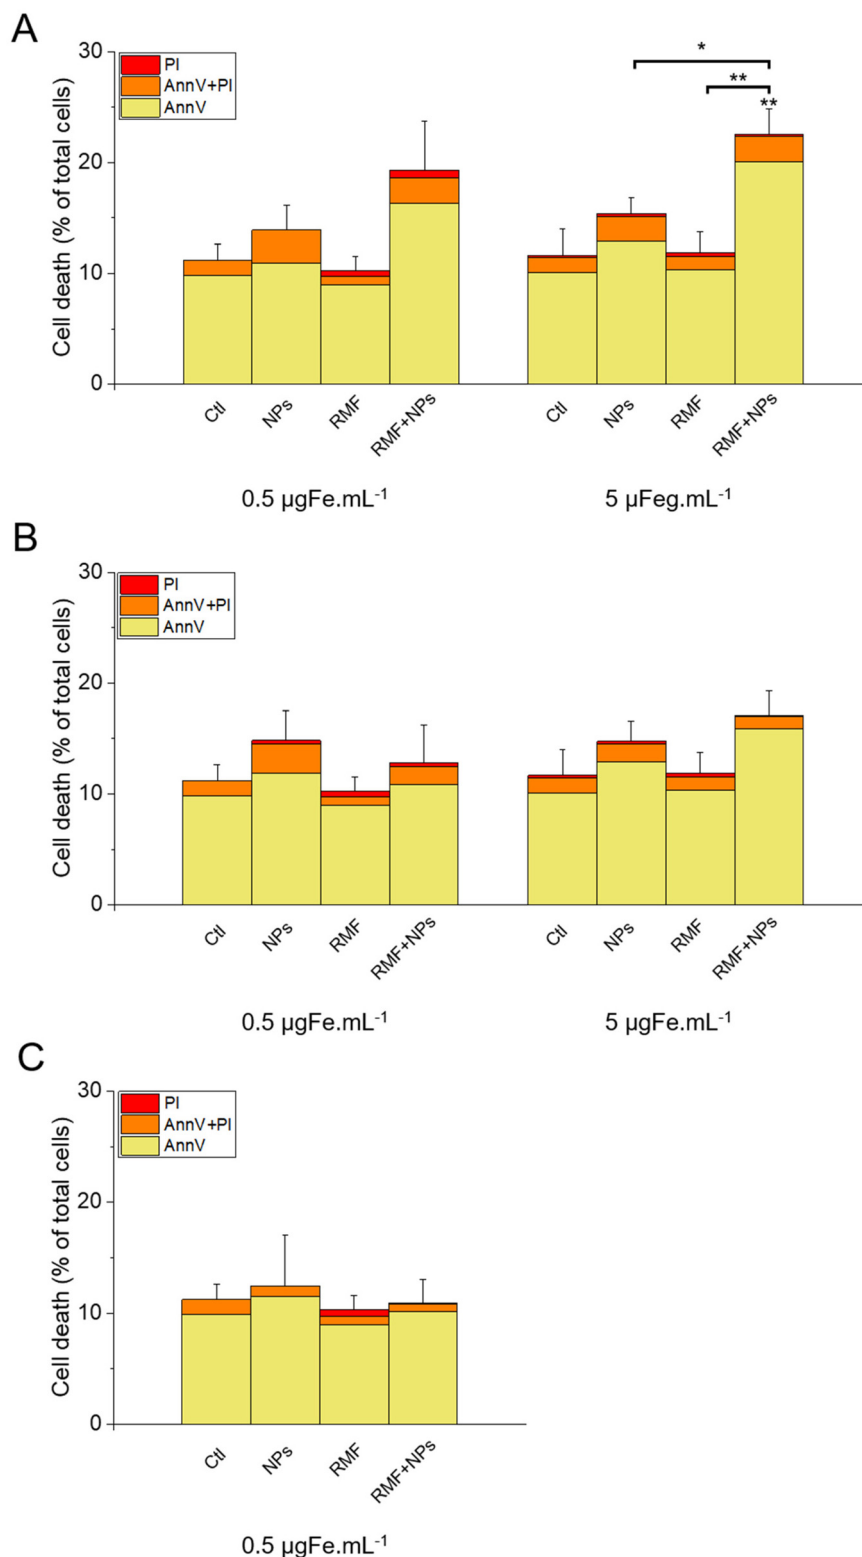 A
30
20
10
0
Cell death (% of total cells)
PI
AnnV+PI
AnnV
*
**
**
Ctl NPs RMF RMF+NPs Ctl NPs RMF RMF+NPs
0.5 µgFe.mL⁻¹ 5 µFeg.mL⁻¹
B
30
20
10
0
Cell death (% of total cells)
PI
AnnV+PI
AnnV
Ctl NPs RMF RMF+NPs Ctl NPs RMF RMF+NPs
0.5 µgFe.mL⁻¹ 5 µgFe.mL⁻¹
C
30
20
10
0
Cell death (% of total cells)
PI
AnnV+PI
AnnV
Ctl NPs RMF RMF+NPs
0.5 µgFe.mL⁻¹